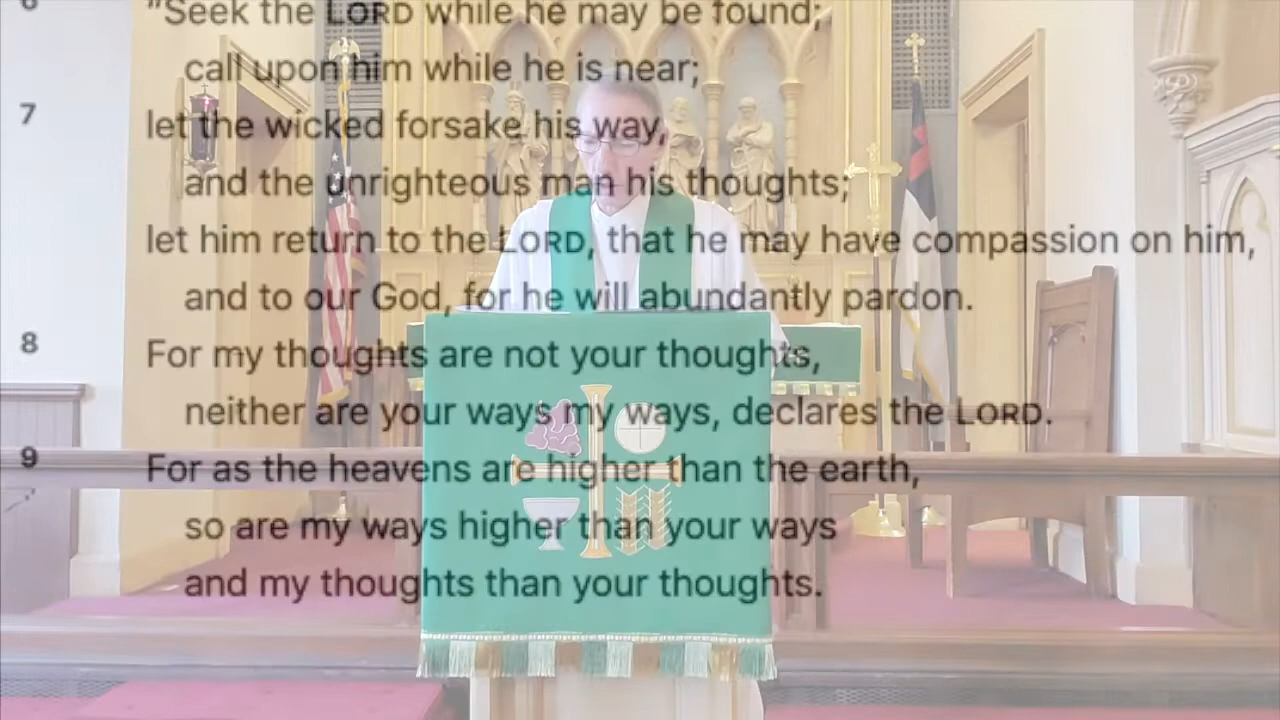 6 “Seek the LORD while he may be found;
call upon him while he is near;
7 let the wicked forsake his way,
and the unrighteous man his thoughts;
let him return to the LORD, that he may have compassion on him,
and to our God, for he will abundantly pardon.
8 For my thoughts are not your thoughts,
neither are your ways my ways, declares the LORD.
9 For as the heavens are higher than the earth,
so are my ways higher than your ways
and my thoughts than your thoughts.